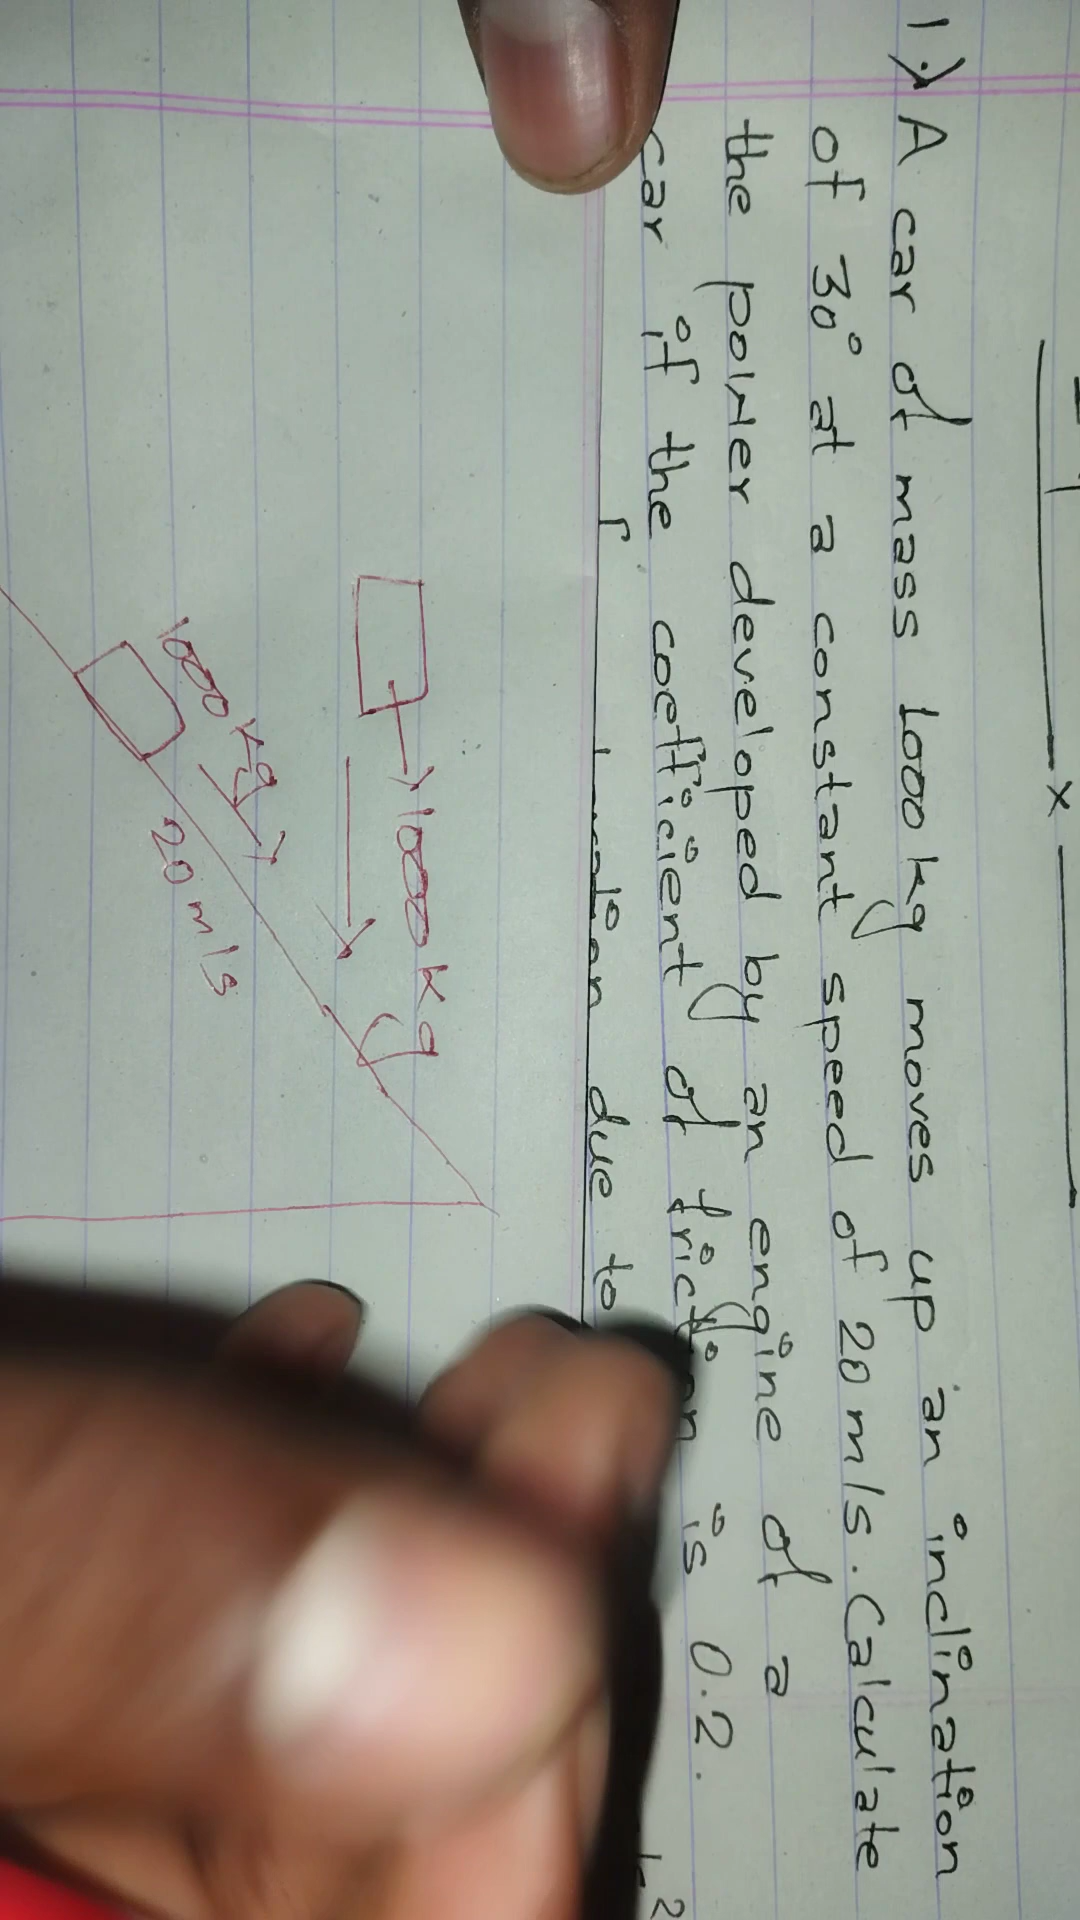 1.) A car of mass 1000 kg moves up an inclination
of 30° at a constant speed of 20 m/s. Calculate
the power developed by an engine of a
car if the coefficient of friction is 0.2.
due to
1000 kg
1000 kg
20 m/s